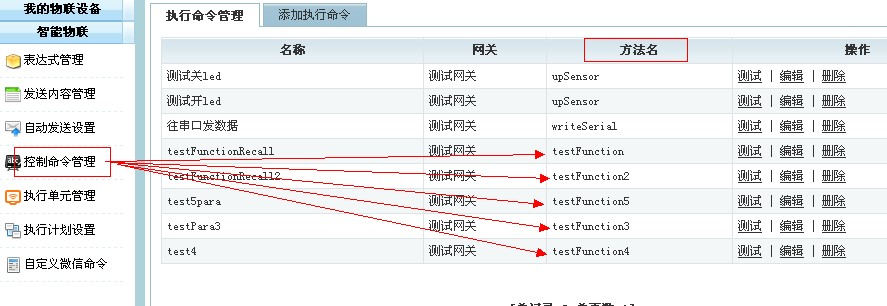 我的物联设备
智能物联
表达式管理
发送内容管理
自动发送设置
控制命令管理
执行单元管理
执行计划设置
自定义微信命令
执行命令管理 添加执行命令
名称 网关 方法名 操作
测试关led 测试网关 upSensor 测试 | 编辑 | 删除
测试开led 测试网关 upSensor 测试 | 编辑 | 删除
往串口发数据 测试网关 writeSerial 测试 | 编辑 | 删除
testFunctionRecall 测试网关 testFunction 测试 | 编辑 | 删除
testFunctionRecall2 测试网关 testFunction2 测试 | 编辑 | 删除
test5para 测试网关 testFunction5 测试 | 编辑 | 删除
testPara3 测试网关 testFunction3 测试 | 编辑 | 删除
test4 测试网关 testFunction4 测试 | 编辑 | 删除